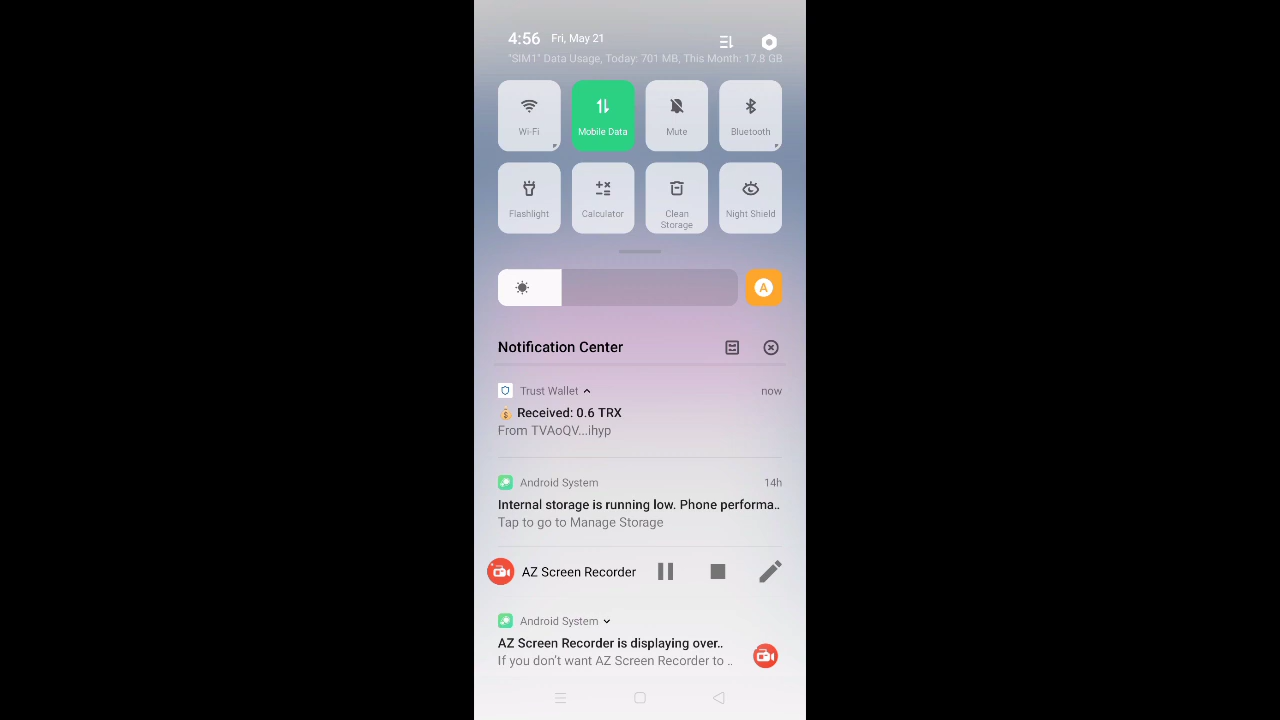 4:56 Fri, May 21
"SIM1" Data Usage, Today: 701 MB, This Month: 17.8 GB
Wi-Fi Mobile Data Mute Bluetooth
Flashlight Calculator Clean Storage Night Shield
A
Notification Center
Trust Wallet now
Received: 0.6 TRX
From TVAoQV...ihyp
Android System 14h
Internal storage is running low. Phone performa..
Tap to go to Manage Storage
AZ Screen Recorder
Android System
AZ Screen Recorder is displaying over..
If you don't want AZ Screen Recorder to ..